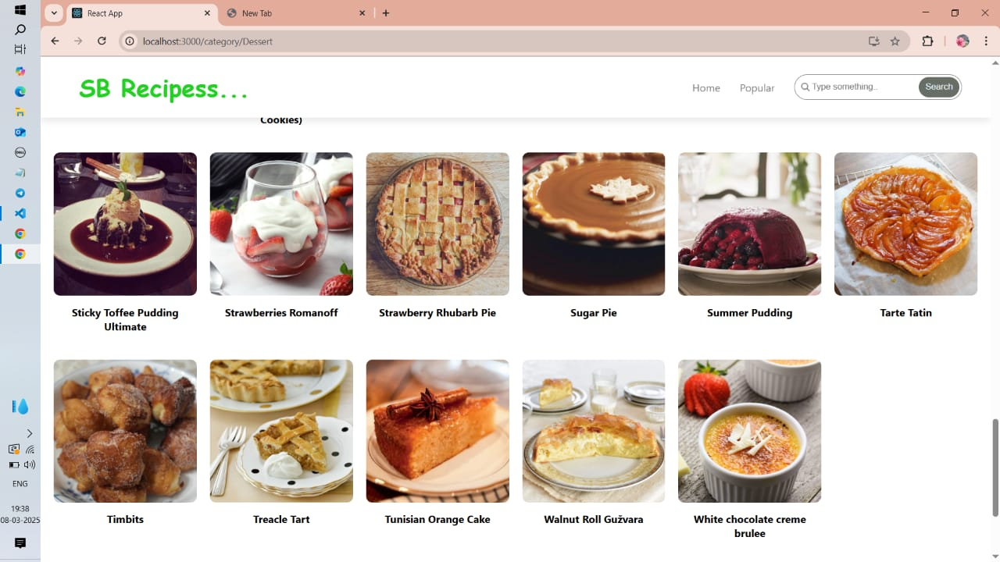 React App
New Tab
localhost:3000/category/Dessert
SB Recipess...
Home
Popular
Type something..
Search
Cookies)
Sticky Toffee Pudding
Ultimate
Strawberries Romanoff
Strawberry Rhubarb Pie
Sugar Pie
Summer Pudding
Tarte Tatin
Timbits
Treacle Tart
Tunisian Orange Cake
Walnut Roll Gužvara
White chocolate creme
brulee
ENG
19:38
08-03-2025